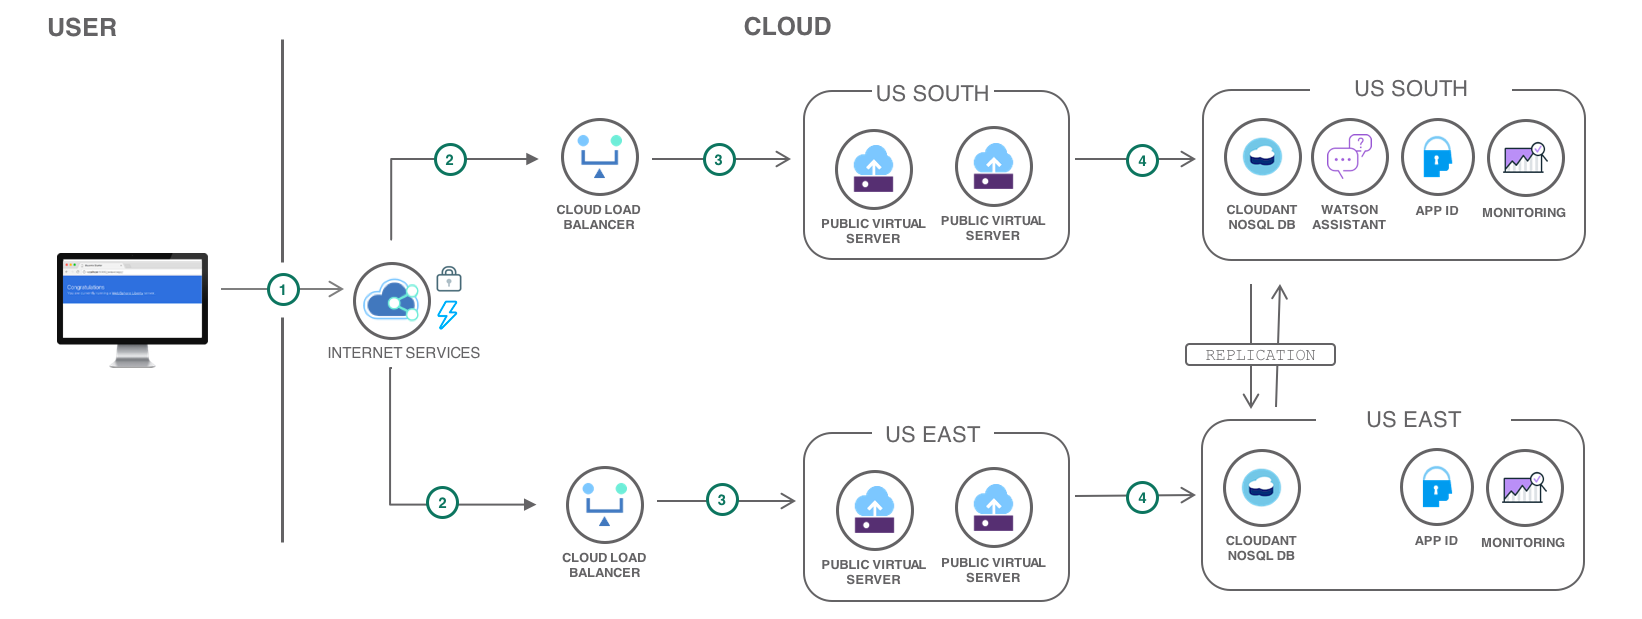 USER
CLOUD
US SOUTH
US SOUTH
2
3
4
?
CLOUD LOAD
BALANCER
PUBLIC VIRTUAL
SERVER
PUBLIC VIRTUAL
SERVER
CLOUDANT
NOSQL DB
WATSON
ASSISTANT
APP ID
MONITORING
Congratulations
1
INTERNET SERVICES
REPLICATION
US EAST
US EAST
2
3
4
CLOUD LOAD
BALANCER
PUBLIC VIRTUAL
SERVER
PUBLIC VIRTUAL
SERVER
CLOUDANT
NOSQL DB
APP ID
MONITORING